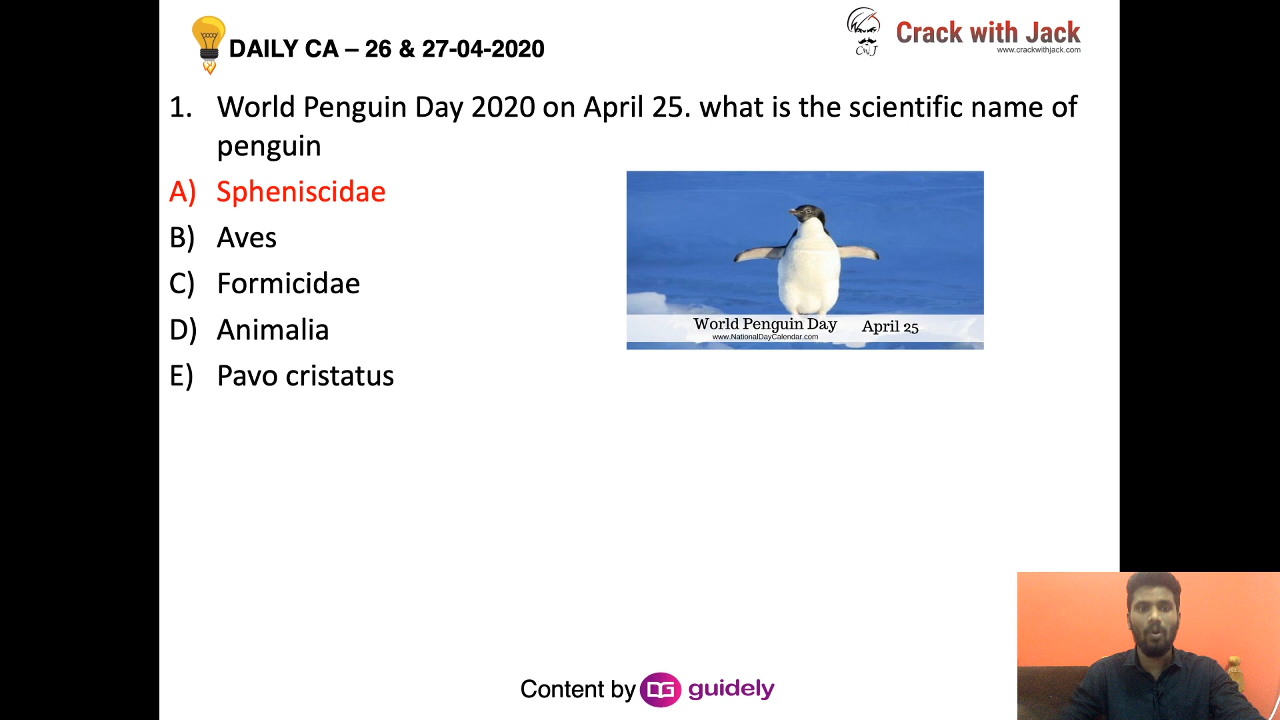 DAILY CA – 26 & 27-04-2020
Crack with Jack
www.crackwithjack.com
CwJ
1. World Penguin Day 2020 on April 25. what is the scientific name of
penguin
A) Spheniscidae
B) Aves
C) Formicidae
D) Animalia
E) Pavo cristatus
World Penguin Day April 25
www.NationalDayCalendar.com
Content by DG guidely